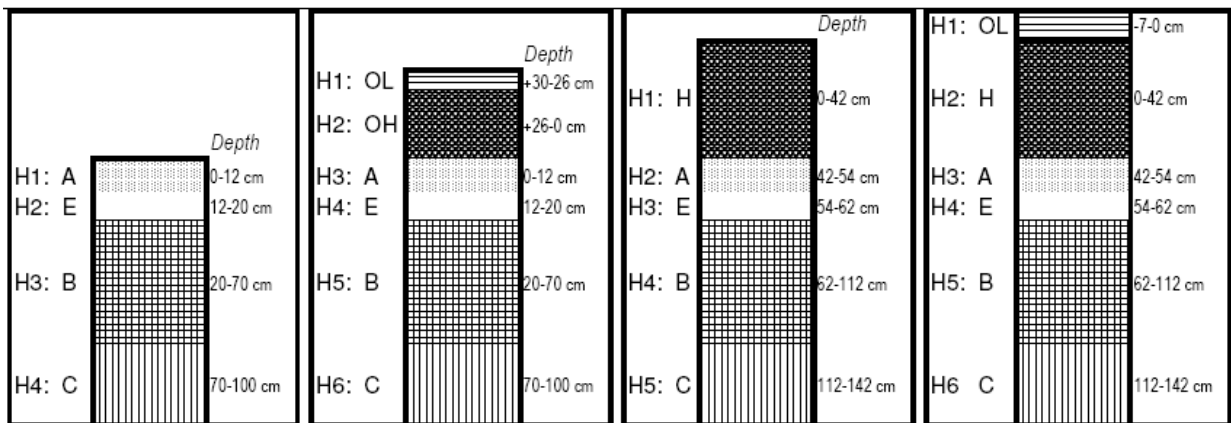 Depth
H1: A 0-12 cm
H2: E 12-20 cm
H3: B 20-70 cm
H4: C 70-100 cm
Depth
H1: OL +30-26 cm
H2: OH +26-0 cm
H3: A 0-12 cm
H4: E 12-20 cm
H5: B 20-70 cm
H6: C 70-100 cm
Depth
H1: H 0-42 cm
H2: A 42-54 cm
H3: E 54-62 cm
H4: B 62-112 cm
H5: C 112-142 cm
H1: OL -7-0 cm
H2: H 0-42 cm
H3: A 42-54 cm
H4: E 54-62 cm
H5: B 62-112 cm
H6 C 112-142 cm